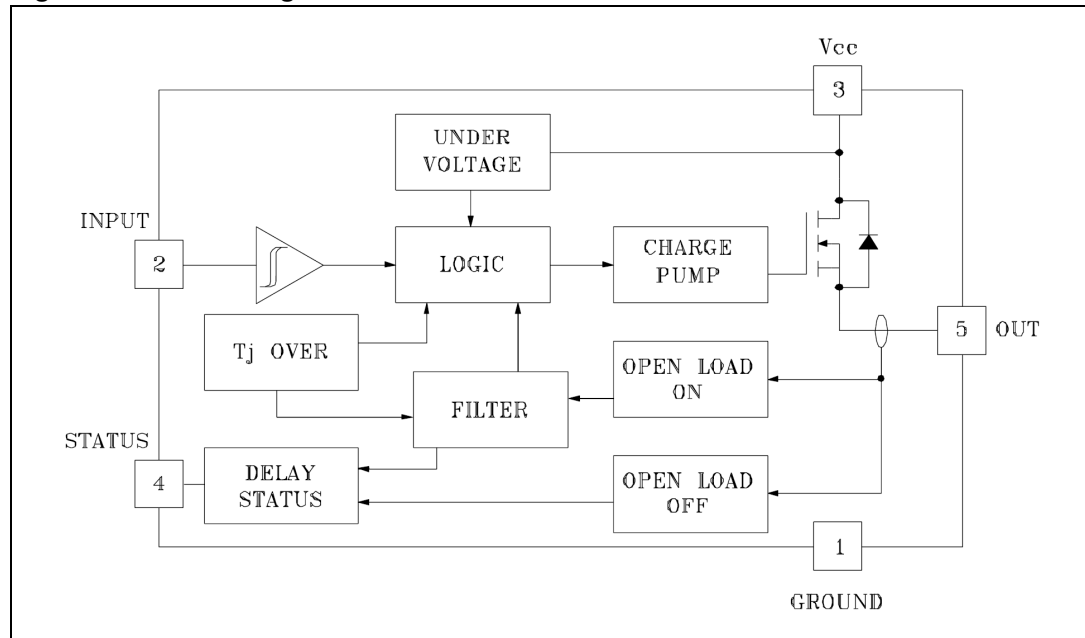 Vcc
3
UNDER
VOLTAGE
INPUT
2
LOGIC
CHARGE
PUMP
5
OUT
Tj OVER
OPEN LOAD
ON
FILTER
STATUS
4
DELAY
STATUS
OPEN LOAD
OFF
1
GROUND